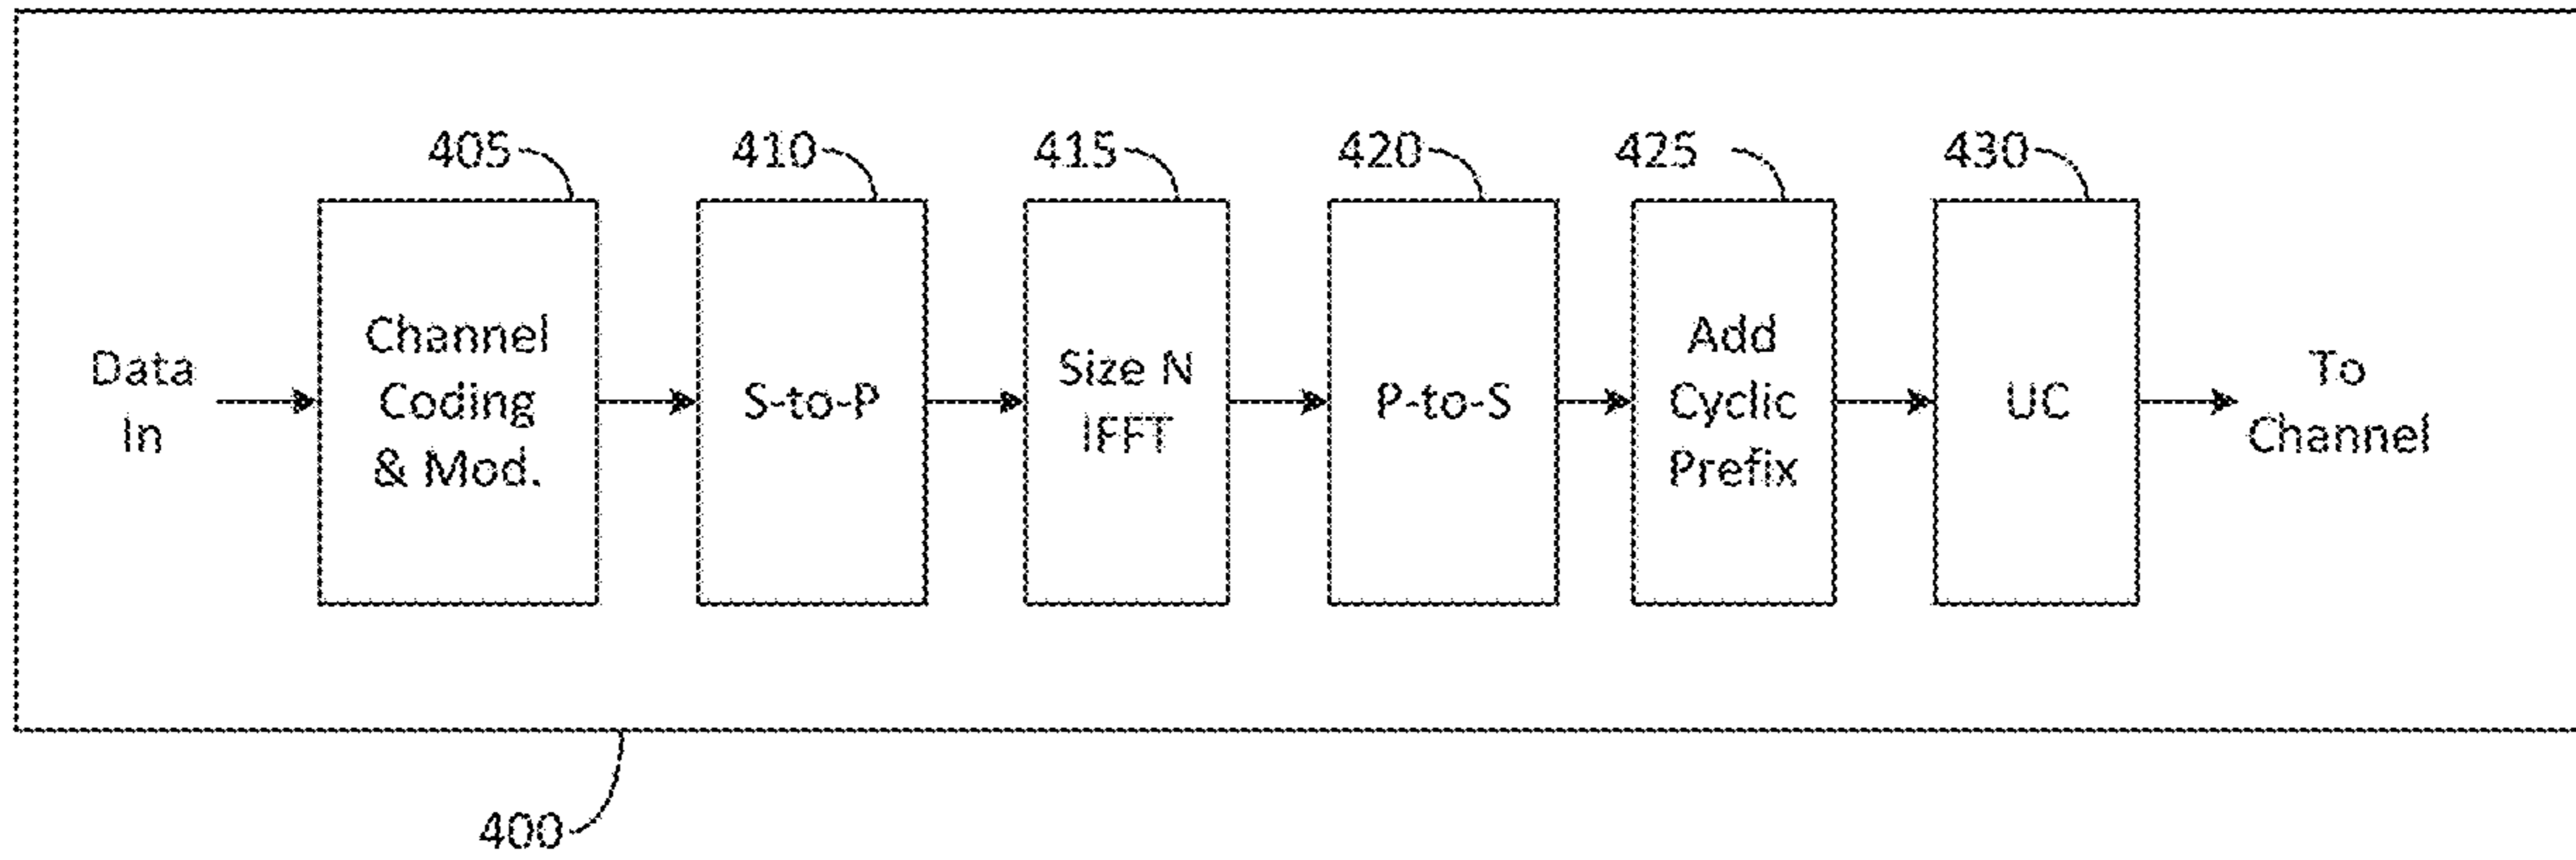 405
410
415
420
425
430
Data
In
Channel
Coding
& Mod.
S-to-P
Size N
IFFT
P-to-S
Add
Cyclic
Prefix
UC
To
Channel
400